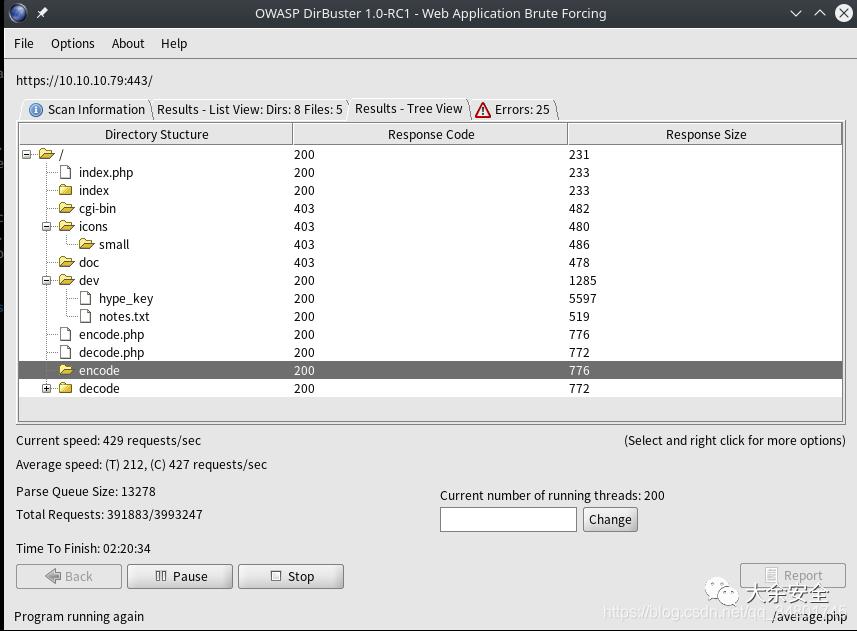 OWASP DirBuster 1.0-RC1 - Web Application Brute Forcing
File Options About Help
https://10.10.10.79:443/
Scan Information Results - List View: Dirs: 8 Files: 5 Results - Tree View Errors: 25
Directory Stucture Response Code Response Size
/ 200 231
index.php 200 233
index 200 233
cgi-bin 403 482
icons 403 480
small 403 486
doc 403 478
dev 200 1285
hype_key 200 5597
notes.txt 200 519
encode.php 200 776
decode.php 200 772
encode 200 776
decode 200 772
Current speed: 429 requests/sec (Select and right click for more options)
Average speed: (T) 212, (C) 427 requests/sec
Parse Queue Size: 13278
Current number of running threads: 200
Total Requests: 391883/3993247
Change
Time To Finish: 02:20:34
Back Pause Stop Report
大余安全
Program running again /average.php